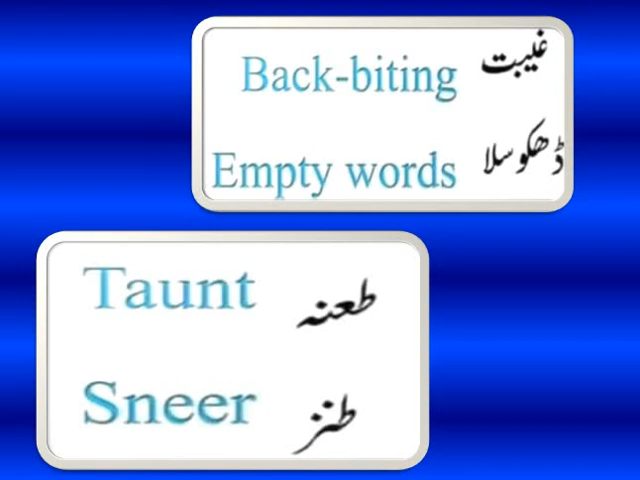 Back-biting غیبت
Empty words ڈھکوسلا
Taunt طعنہ
Sneer طنز